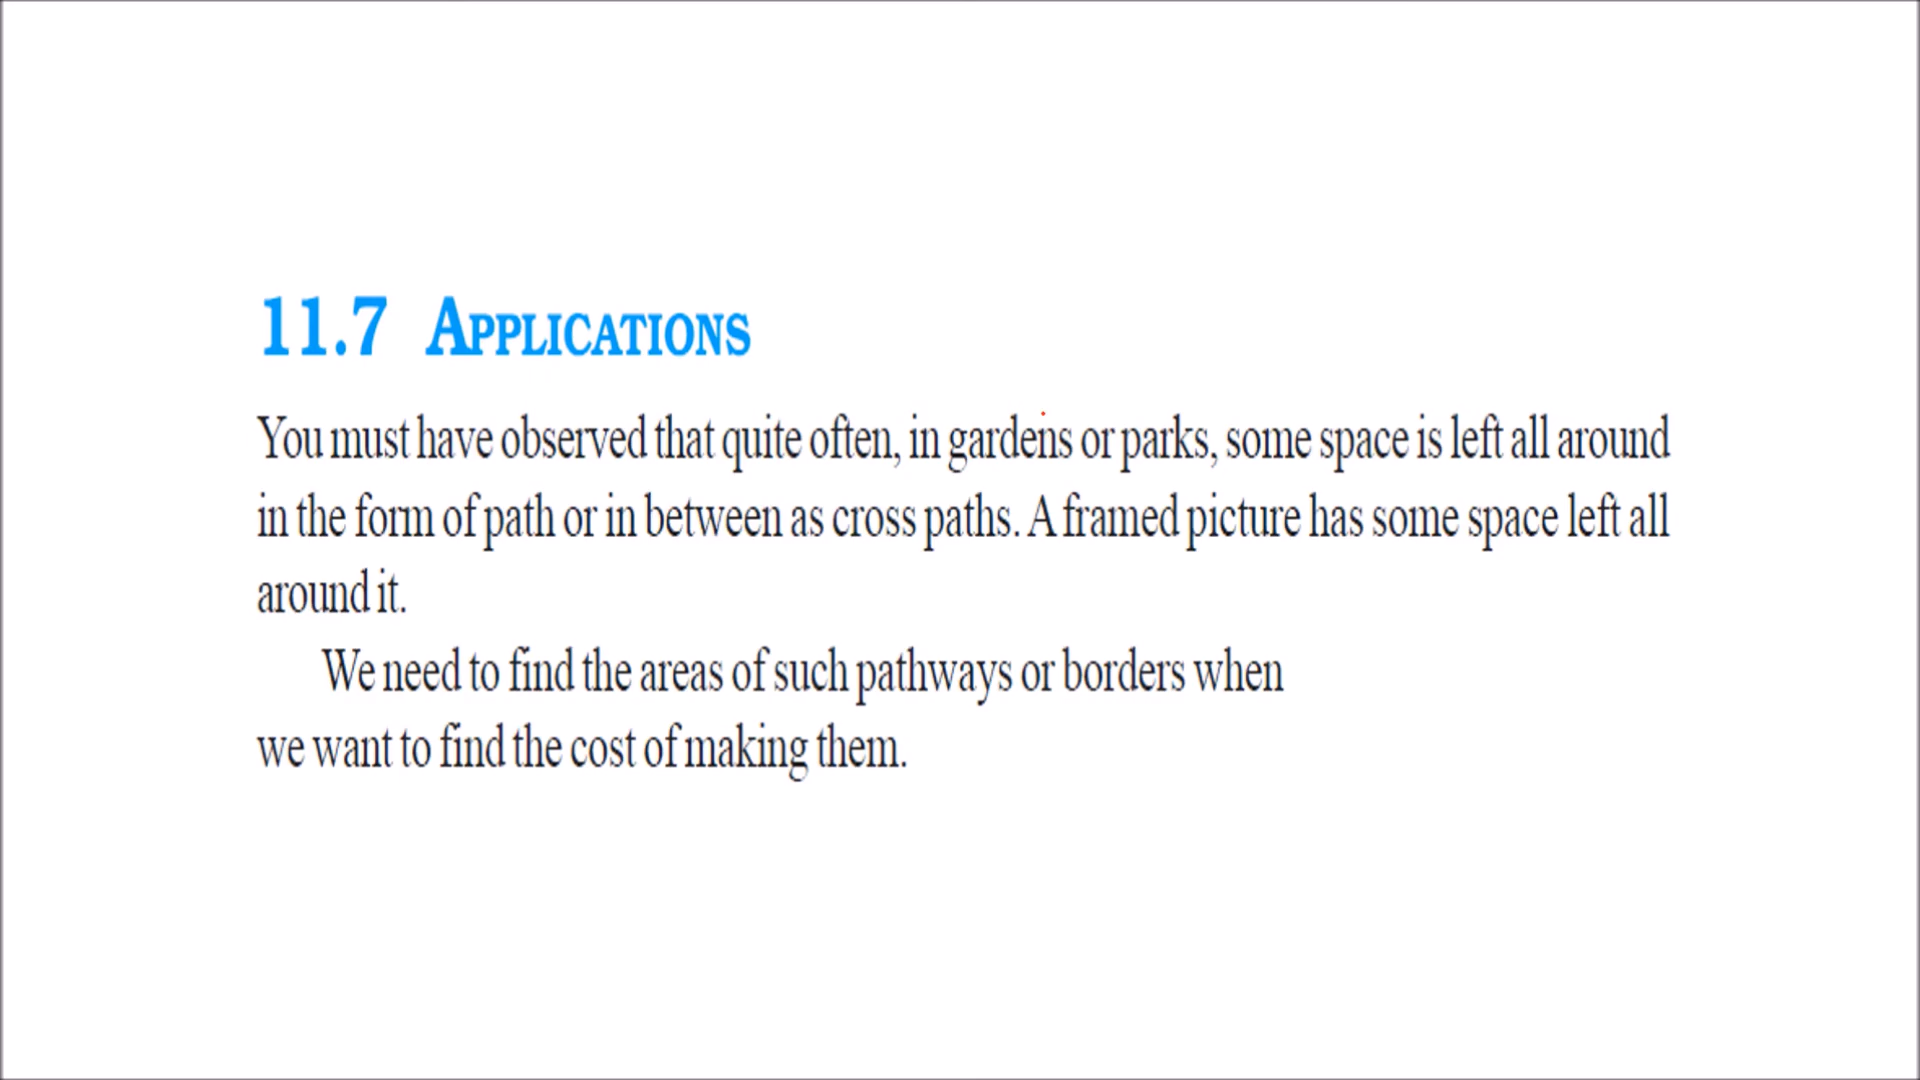 11.7 APPLICATIONS
You must have observed that quite often, in gardens or parks, some space is left all around
in the form of path or in between as cross paths. A framed picture has some space left all
around it.
We need to find the areas of such pathways or borders when
we want to find the cost of making them.